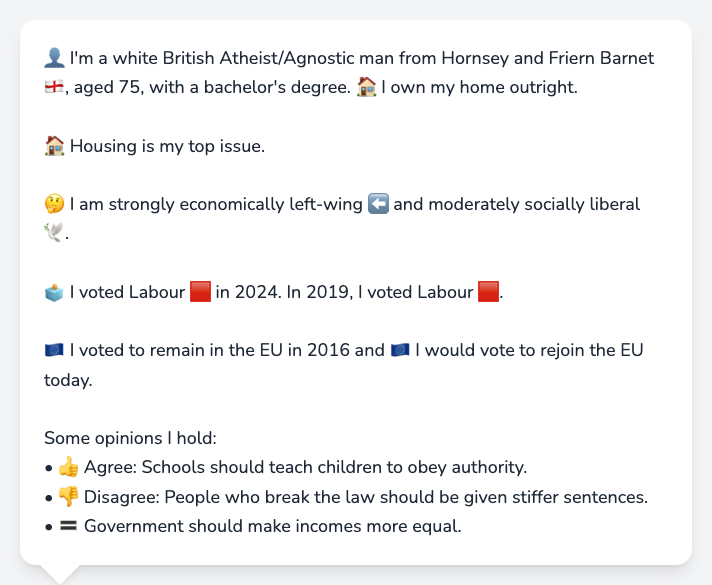 👤 I'm a white British Atheist/Agnostic man from Hornsey and Friern Barnet
🏴󠁧󠁢󠁥󠁮󠁧󠁿, aged 75, with a bachelor's degree. 🏠 I own my home outright.
🏠 Housing is my top issue.
🤔 I am strongly economically left-wing ⬅️ and moderately socially liberal
🕊️.
🗳️ I voted Labour 🟥 in 2024. In 2019, I voted Labour 🟥.
🇪🇺 I voted to remain in the EU in 2016 and 🇪🇺 I would vote to rejoin the EU
today.
Some opinions I hold:
• 👍 Agree: Schools should teach children to obey authority.
• 👎 Disagree: People who break the law should be given stiffer sentences.
• 🟰 Government should make incomes more equal.